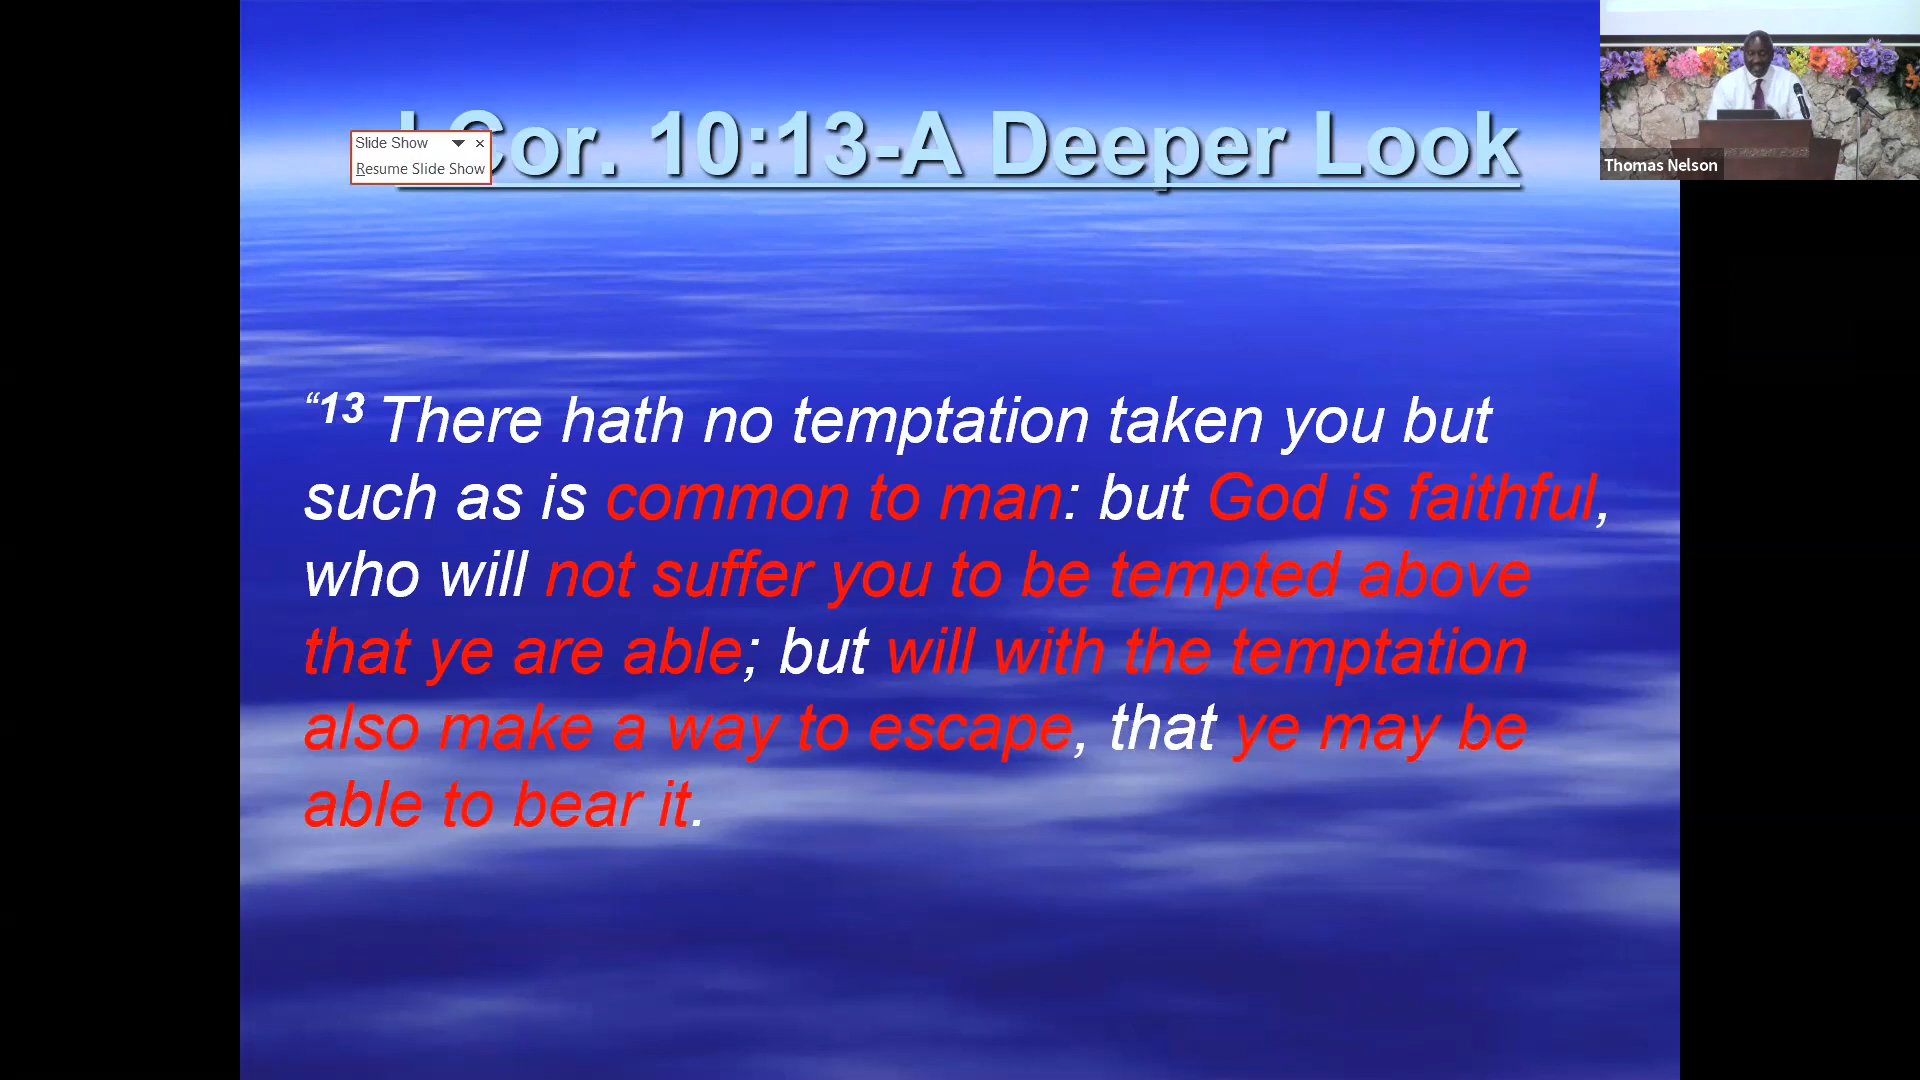 I Cor. 10:13-A Deeper Look
Slide Show
Resume Slide Show
Thomas Nelson
“13 There hath no temptation taken you but
such as is common to man: but God is faithful,
who will not suffer you to be tempted above
that ye are able; but will with the temptation
also make a way to escape, that ye may be
able to bear it.